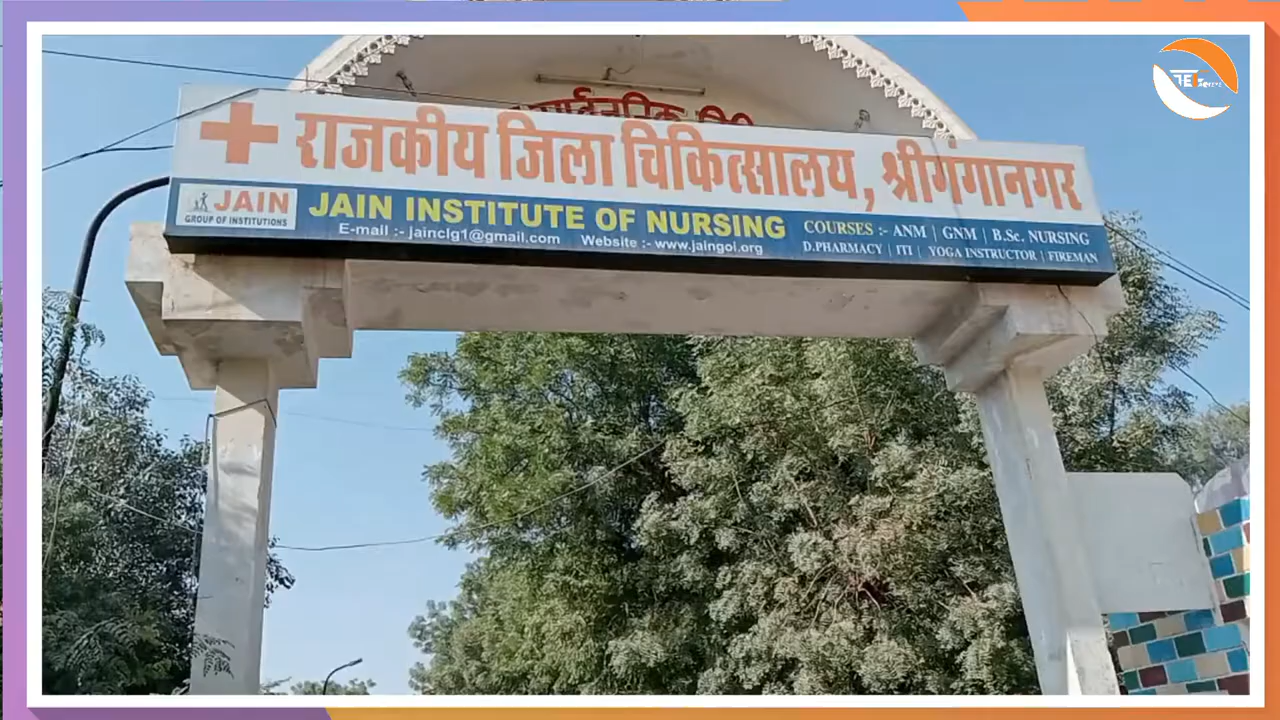 राजकीय जिला चिकित्सालय, श्रीगंगानगर
JAIN
GROUP OF INSTITUTIONS
JAIN INSTITUTE OF NURSING
E-mail :- jainclg1@gmail.com Website :- www.jaingoi.org
COURSES :- ANM | GNM | B.Sc. NURSING
D.PHARMACY | ITI | YOGA INSTRUCTOR | FIREMAN